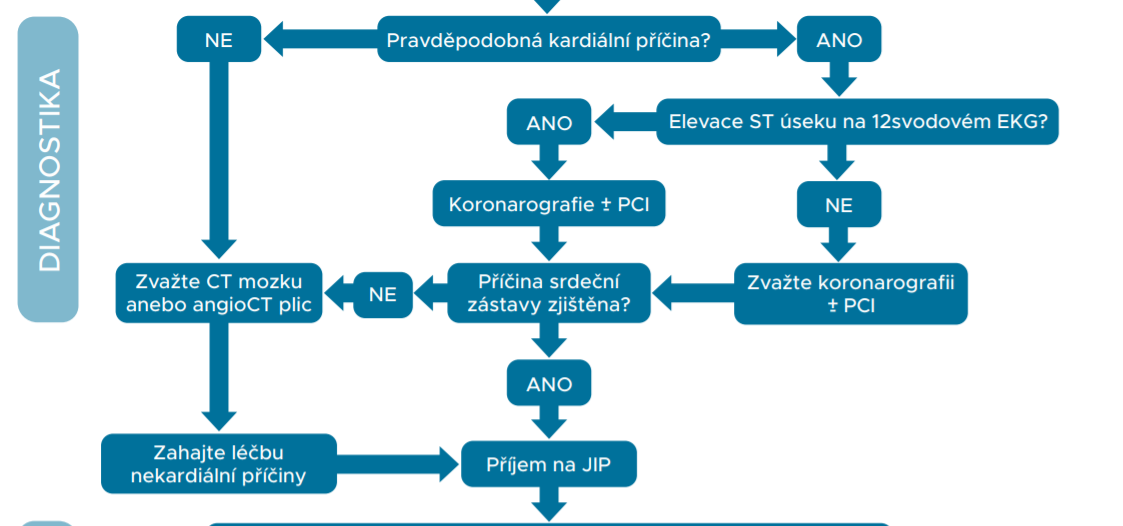 DIAGNOSTIKA
NE
Pravděpodobná kardiální příčina?
ANO
ANO
Elevace ST úseku na 12svodovém EKG?
Koronarografie ± PCI
NE
Zvažte CT mozku
anebo angioCT plic
NE
Příčina srdeční
zástavy zjištěna?
Zvažte koronarografii
± PCI
ANO
Zahajte léčbu
nekardiální příčiny
Příjem na JIP